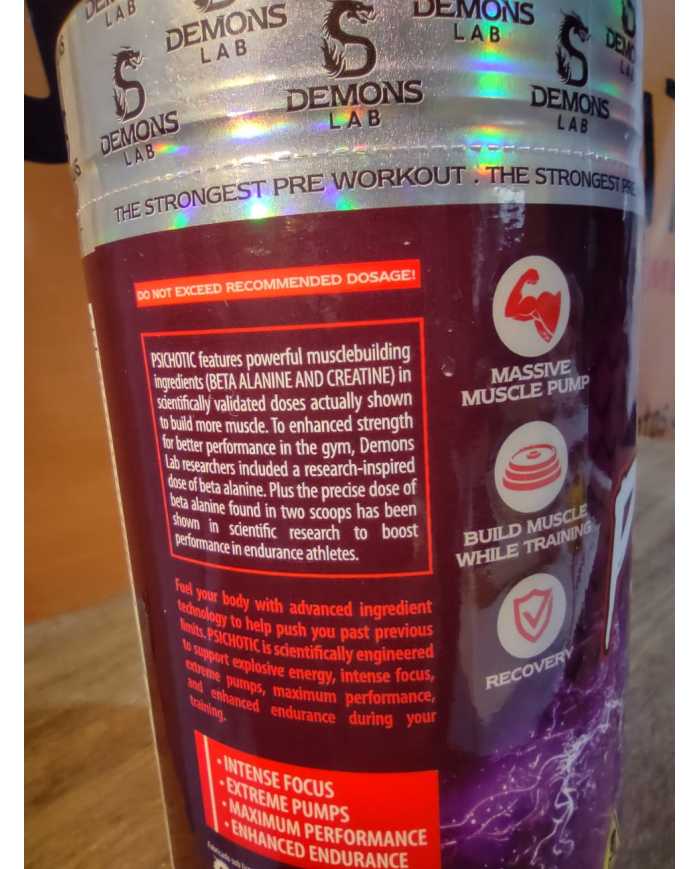 DEMONS
LAB
DEMONS
LAB
DEMONS
LAB
DEMONS
LAB
DEMONS
LAB
DEMONS
LAB
THE STRONGEST PRE WORKOUT . THE STRONGEST
DO NOT EXCEED RECOMMENDED DOSAGE!
PSICHOTIC features powerful musclebuilding
ingredients (BETA ALANINE AND CREATINE) in
scientifically validated doses actually shown
to build more muscle. To enhanced strength
for better performance in the gym, Demons
Lab researchers included a research-inspired
dose of beta alanine. Plus the precise dose of
beta alanine found in two scoops has been
shown in scientific research to boost
performance in endurance athletes.
Fuel your body with advanced ingredient
technology to help push you past previous
limits. PSICHOTIC is scientifically engineered
to support explosive energy, intense focus,
extreme pumps, maximum performance,
and enhanced endurance during your
training.
• INTENSE FOCUS
• EXTREME PUMPS
• MAXIMUM PERFORMANCE
• ENHANCED ENDURANCE
MASSIVE
MUSCLE PUMP
BUILD MUSCLE
WHILE TRAINING
RECOVERY